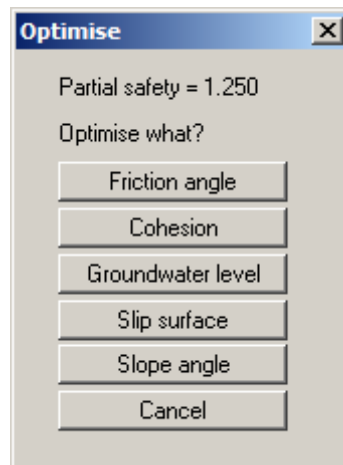 Optimise
Partial safety = 1.250
Optimise what?
Friction angle
Cohesion
Groundwater level
Slip surface
Slope angle
Cancel